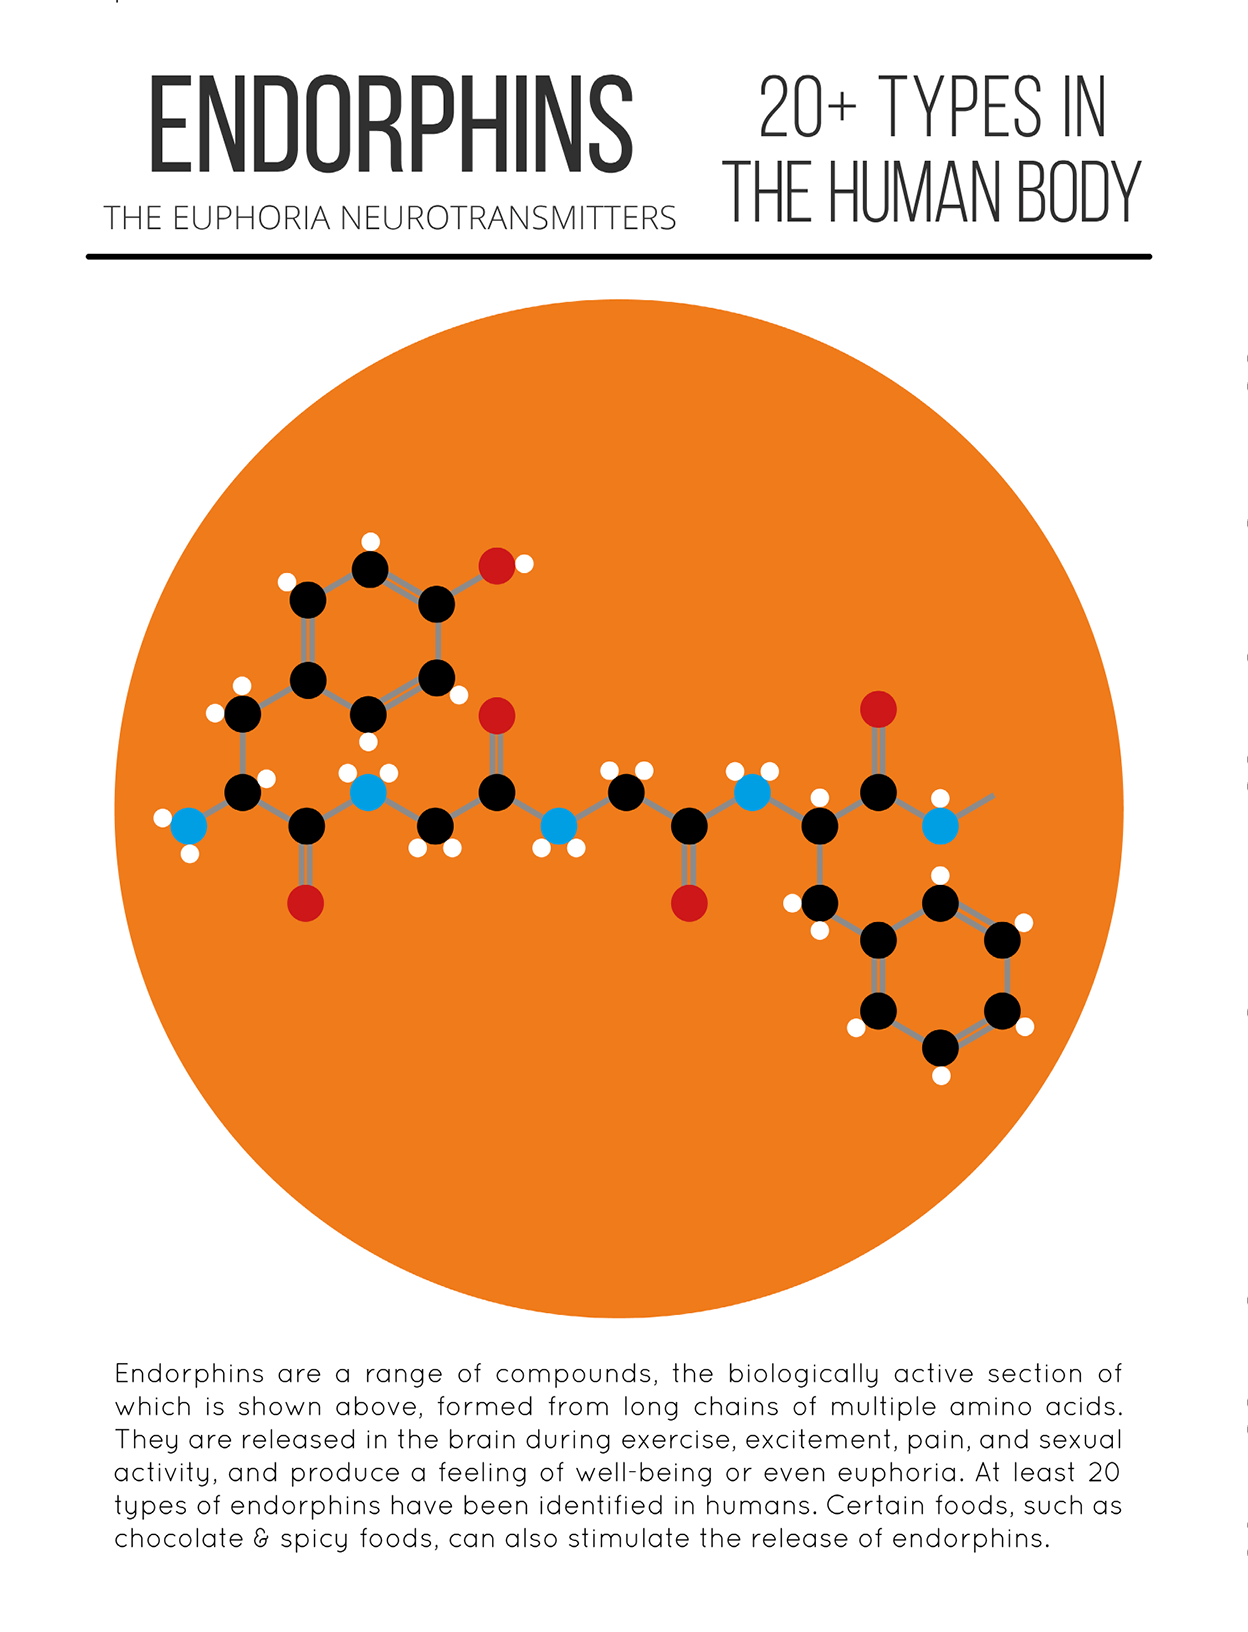 ENDORPHINS
THE EUPHORIA NEUROTRANSMITTERS
20+ TYPES IN
THE HUMAN BODY
Endorphins are a range of compounds, the biologically active section of
which is shown above, formed from long chains of multiple amino acids.
They are released in the brain during exercise, excitement, pain, and sexual
activity, and produce a feeling of well-being or even euphoria. At least 20
types of endorphins have been identified in humans. Certain foods, such as
chocolate & spicy foods, can also stimulate the release of endorphins.